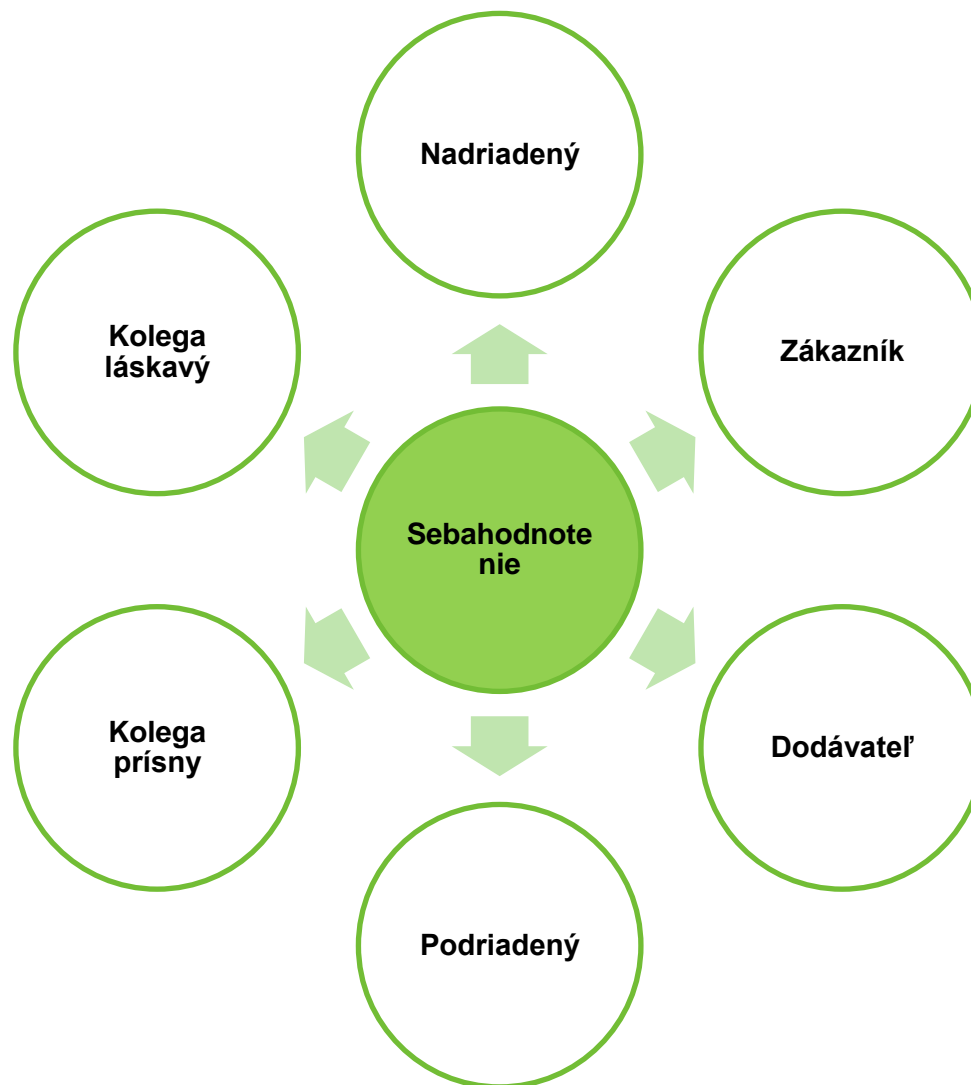 Nadriadený
Kolega
láskavý
Zákazník
Sebahodnote
nie
Kolega
prísny
Dodávateľ
Podriadený